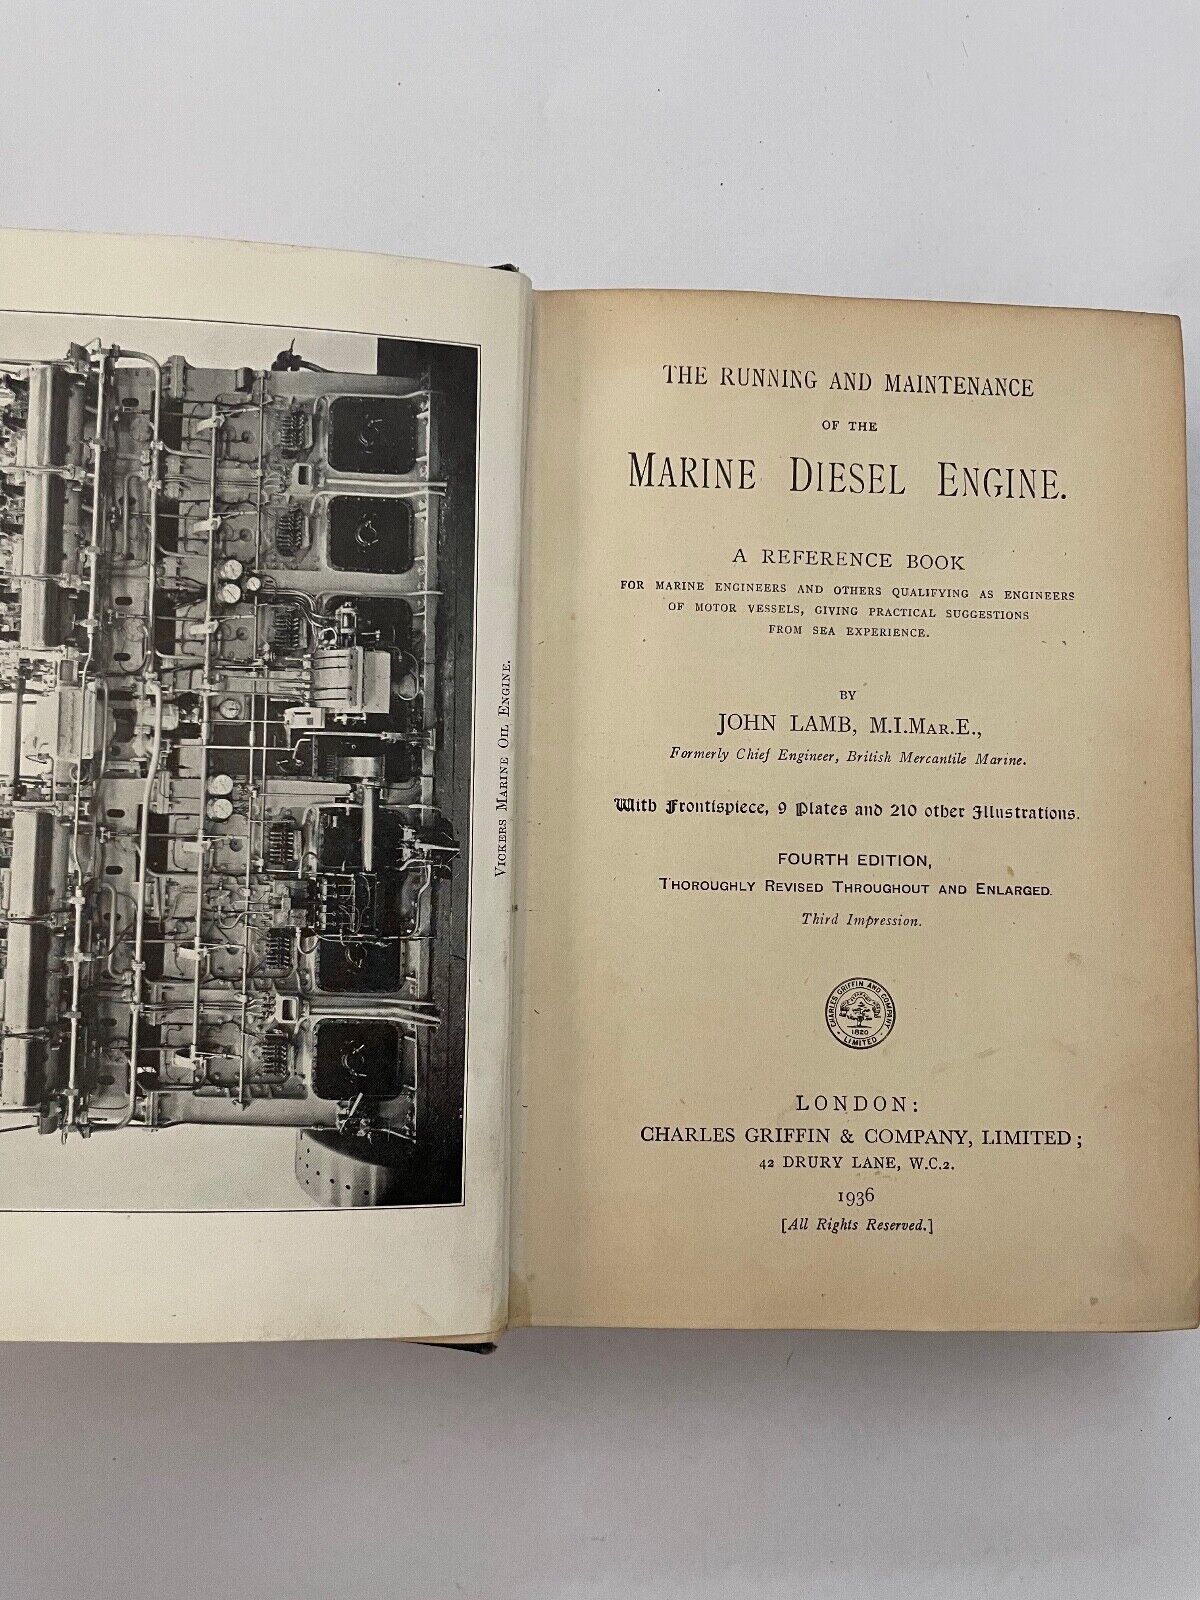 VICKERS MARINE OIL ENGINE.
THE RUNNING AND MAINTENANCE
OF THE
MARINE DIESEL ENGINE.
A REFERENCE BOOK
FOR MARINE ENGINEERS AND OTHERS QUALIFYING AS ENGINEERS
OF MOTOR VESSELS, GIVING PRACTICAL SUGGESTIONS
FROM SEA EXPERIENCE.
BY
JOHN LAMB, M.I.MAR.E.,
Formerly Chief Engineer, British Mercantile Marine.
With Frontispiece, 9 Plates and 210 other Illustrations.
FOURTH EDITION,
THOROUGHLY REVISED THROUGHOUT AND ENLARGED.
Third Impression.
CHARLES GRIFFIN AND COMPANY
1820
LIMITED
LONDON:
CHARLES GRIFFIN & COMPANY, LIMITED;
42 DRURY LANE, W.C.2.
1936
[All Rights Reserved.]